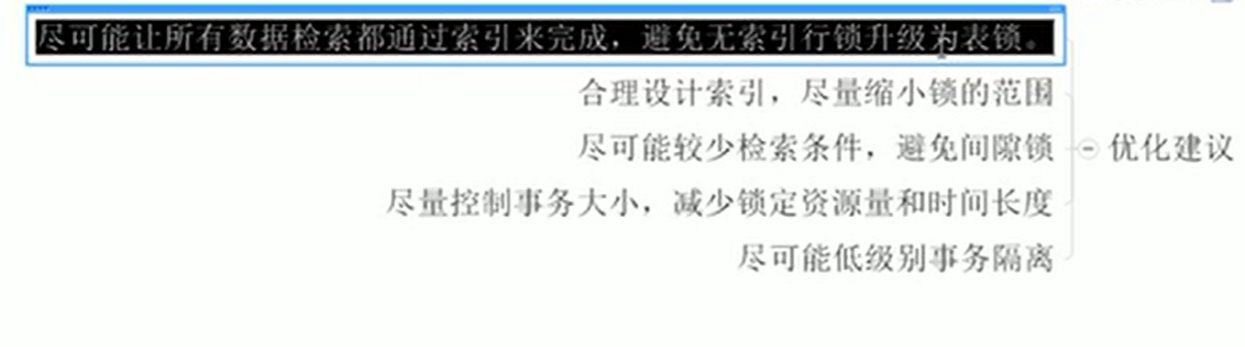 尽可能让所有数据检索都通过索引来完成，避免无索引行锁升级为表锁。
合理设计索引，尽量缩小锁的范围
尽可能较少检索条件，避免间隙锁
优化建议
尽量控制事务大小，减少锁定资源量和时间长度
尽可能低级别事务隔离